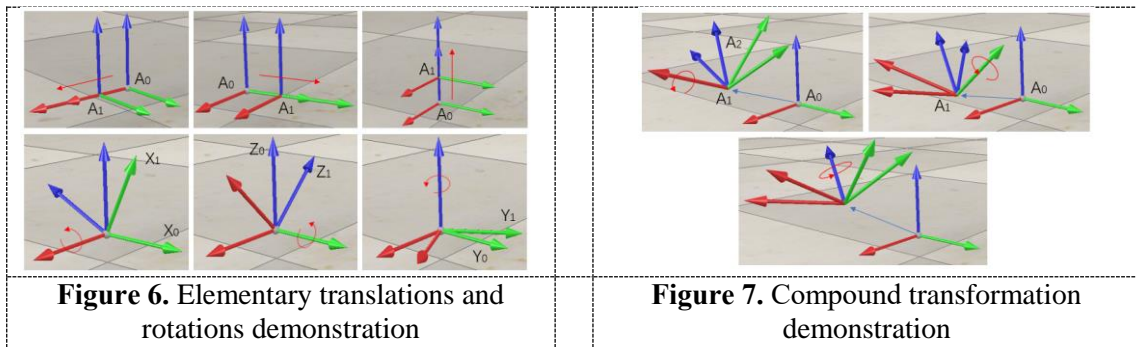 A₀
A₁
A₀
A₁
A₁
A₀
X₁
X₀
Z₀
Z₁
Y₁
Y₀
Figure 6. Elementary translations and
rotations demonstration
A₂
A₁
A₀
A₁
A₀
Figure 7. Compound transformation
demonstration